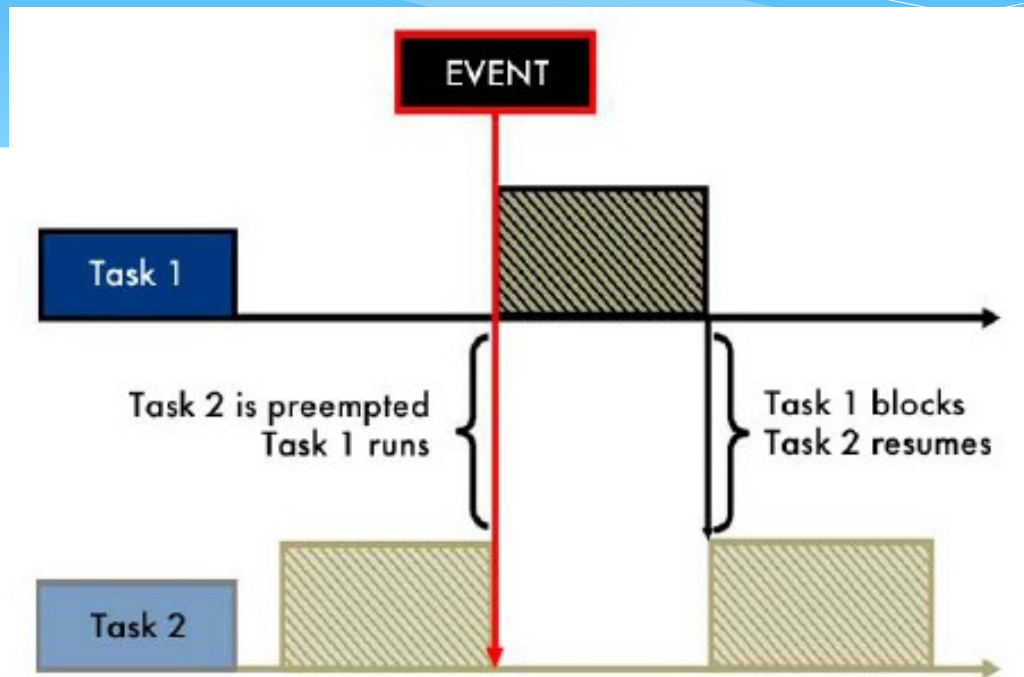 EVENT
Task 1
Task 2 is preempted
Task 1 runs
Task 1 blocks
Task 2 resumes
Task 2